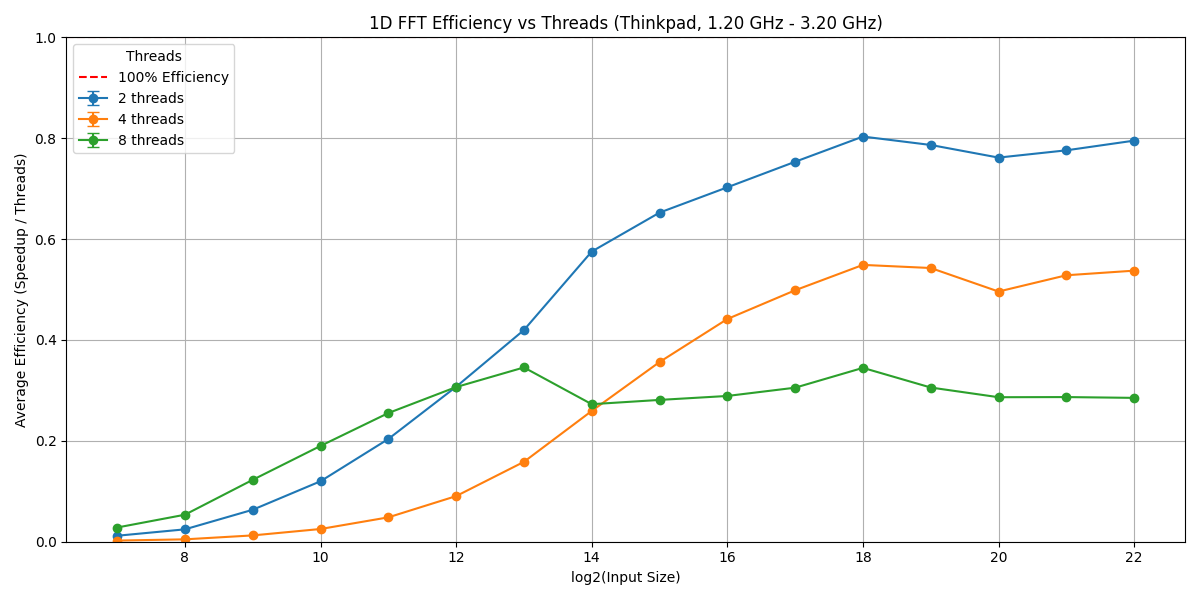 1D FFT Efficiency vs Threads (Thinkpad, 1.20 GHz - 3.20 GHz)
Threads
100% Efficiency
2 threads
4 threads
8 threads
Average Efficiency (Speedup / Threads)
1.0
0.8
0.6
0.4
0.2
0.0
8 10 12 14 16 18 20 22
log2(Input Size)